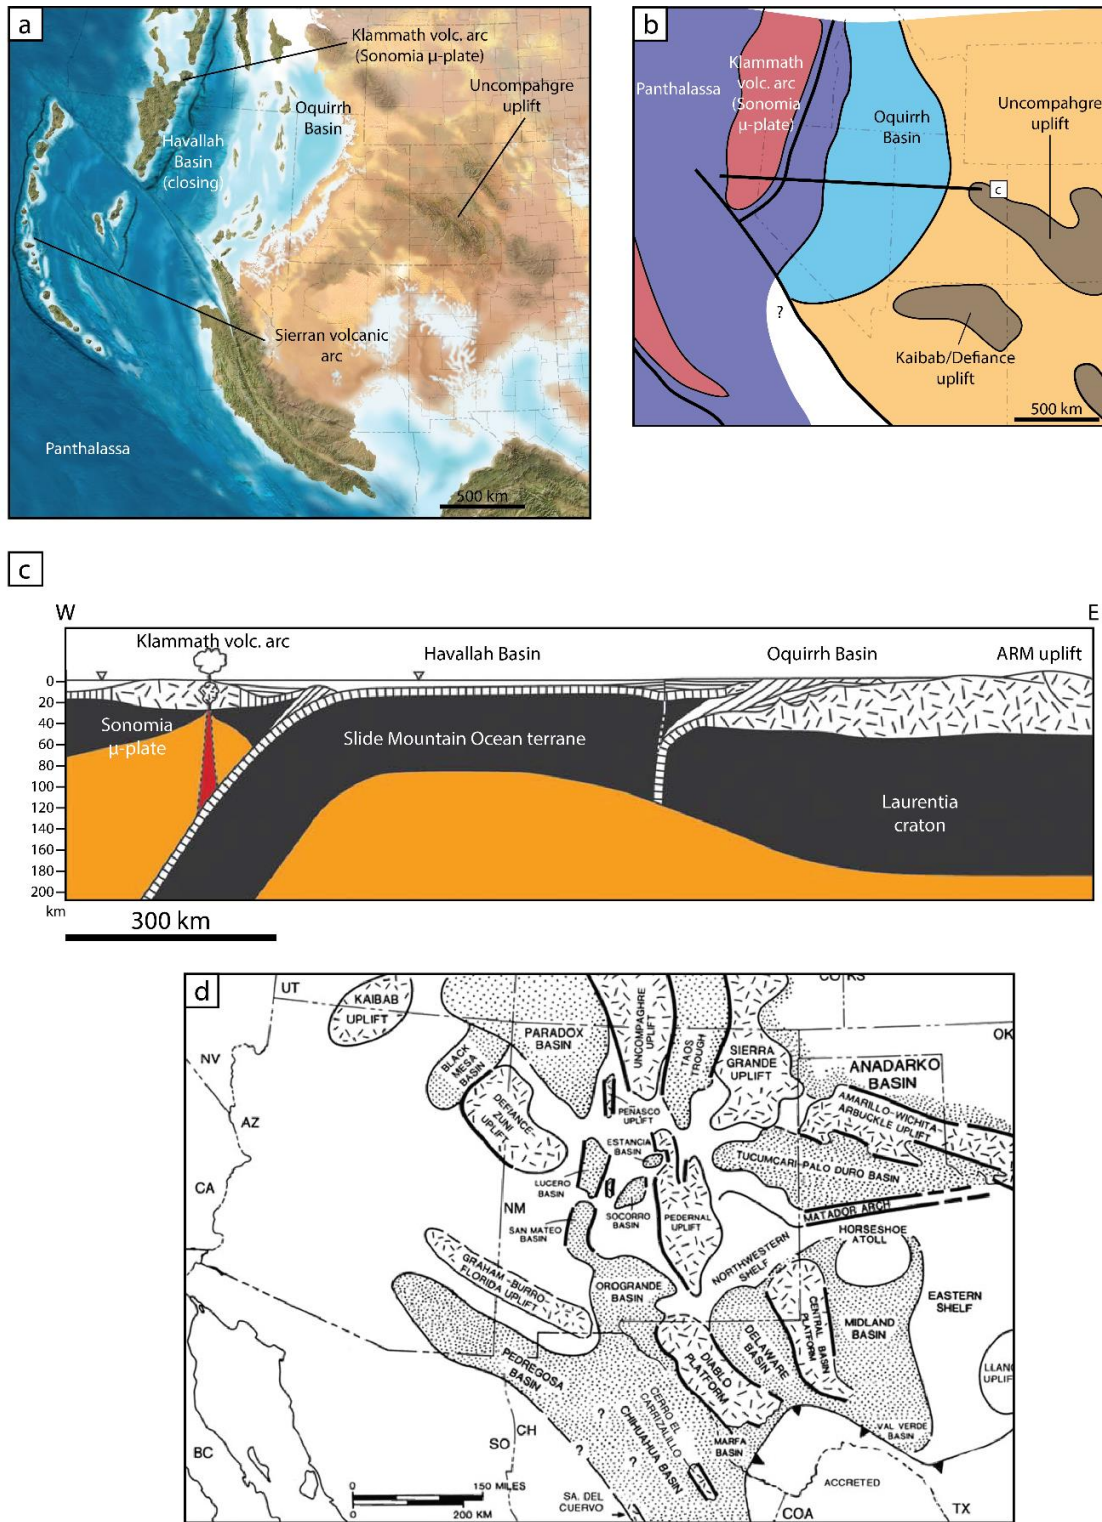 a
Klammath volc. arc
(Sonomia µ-plate)
Uncompahgre
uplift
Oquirrh
Basin
Havallah
Basin
(closing)
Sierran volcanic
arc
Panthalassa
500 km
b
Klammath
volc. arc
(Sonomia
µ-plate)
Panthalassa
Oquirrh
Basin
Uncompahgre
uplift
c
?
Kaibab/Defiance
uplift
500 km
c
W
E
Klammath volc. arc
Havallah Basin
Oquirrh Basin
ARM uplift
0
20
40
60
80
100
120
140
160
180
200
km
Sonomia
µ-plate
Slide Mountain Ocean terrane
Laurentia
craton
300 km
d
UT
CO
KS
KAIBAB
UPLIFT
NV
BLACK
MESA
BASIN
PARADOX
BASIN
UNCOMPAGHRE
UPLIFT
TAOS
TROUGH
SIERRA
GRANDE
UPLIFT
OK
ANADARKO
BASIN
AMARILLO-WICHITA-
ARBUCKLE UPLIFT
AZ
DEFIANCE-
ZUNI
UPLIFT
PEÑASCO
UPLIFT
ESTANCIA
BASIN
TUCUMCARI-PALO DURO BASIN
CA
LUCERO
BASIN
NM
SOCORRO
BASIN
PEDERNAL
UPLIFT
MATADOR ARCH
SAN MATEO
BASIN
HORSESHOE
ATOLL
NORTHWESTERN
SHELF
GRAHAM-BURRO-
FLORIDA UPLIFT
OROGRANDE
BASIN
EASTERN
SHELF
CENTRAL BASIN
PLATFORM
MIDLAND
BASIN
DELAWARE
BASIN
DIABLO
PLATFORM
LLANO
UPLIFT
PEDREGOSA
BASIN
CERRO EL
CARRIZALILLO
CHIHUAHUA BASIN
?
?
?
MARFA
BASIN
VAL VERDE
BASIN
SO
CH
BC
0
150 MILES
0
200 KM
SA. DEL
CUERVO
ACCRETED
COA
TX